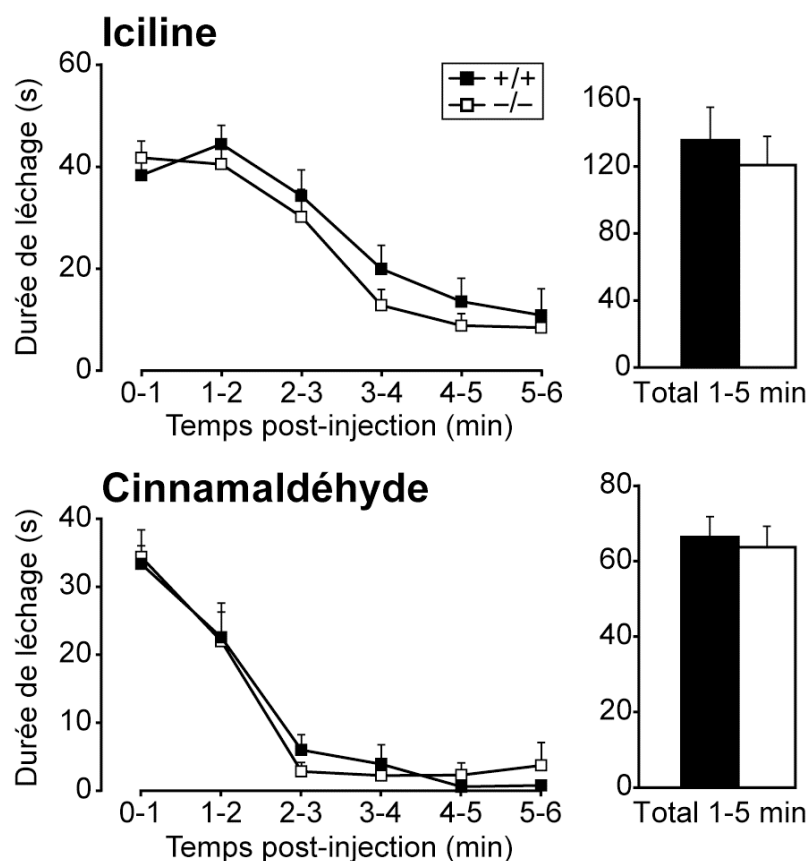 Iciline
Durée de léchage (s)
60
40
20
0
0-1 1-2 2-3 3-4 4-5 5-6
Temps post-injection (min)
+/+
−/−
160
120
80
40
0
Total 1-5 min
Cinnamaldéhyde
Durée de léchage (s)
40
30
20
10
0
0-1 1-2 2-3 3-4 4-5 5-6
Temps post-injection (min)
80
60
40
20
0
Total 1-5 min